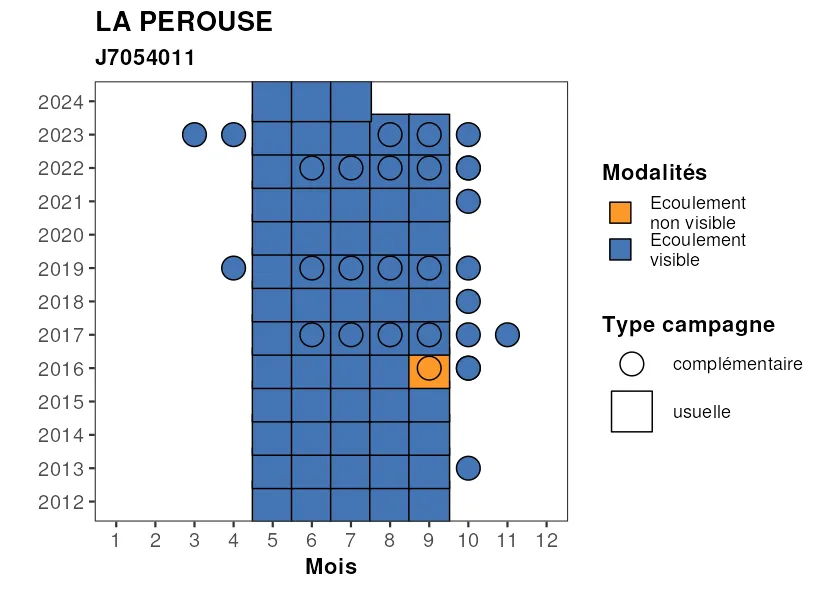 LA PEROUSE
J7054011
2024
2023
2022
2021
2020
2019
2018
2017
2016
2015
2014
2013
2012
1 2 3 4 5 6 7 8 9 10 11 12
Mois
Modalités
Ecoulement
non visible
Ecoulement
visible
Type campagne
complémentaire
usuelle